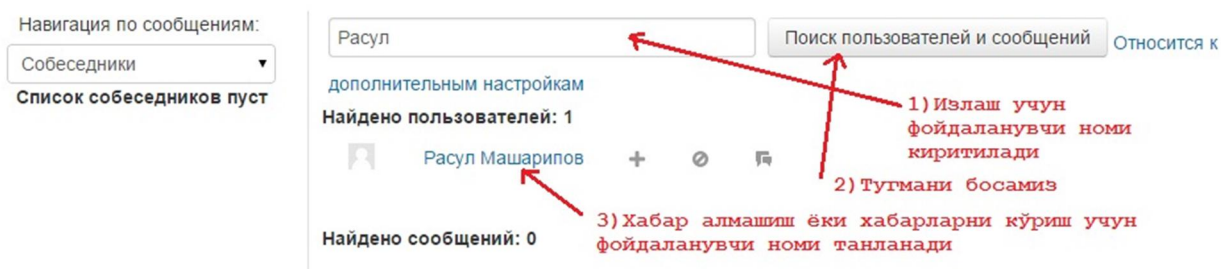 Навигация по сообщениям:
Собеседники
Список собеседников пуст
Расул
Поиск пользователей и сообщений
Относится к
дополнительным настройкам
Найдено пользователей: 1
Расул Машарипов
Найдено сообщений: 0
1)Излаш учун
фойдаланувчи номи
киритилади
2)Тугмани босамиз
3)Хабар алмашиш ёки хабарларни кўриш учун
фойдаланувчи номи танланади